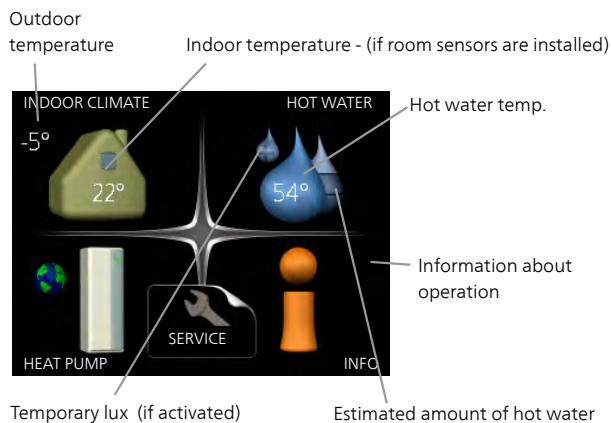 Outdoor
temperature
Indoor temperature - (if room sensors are installed)
INDOOR CLIMATE
HOT WATER
Hot water temp.
-5°
22°
54°
Information about
operation
SERVICE
HEAT PUMP
INFO
Temporary lux (if activated)
Estimated amount of hot water